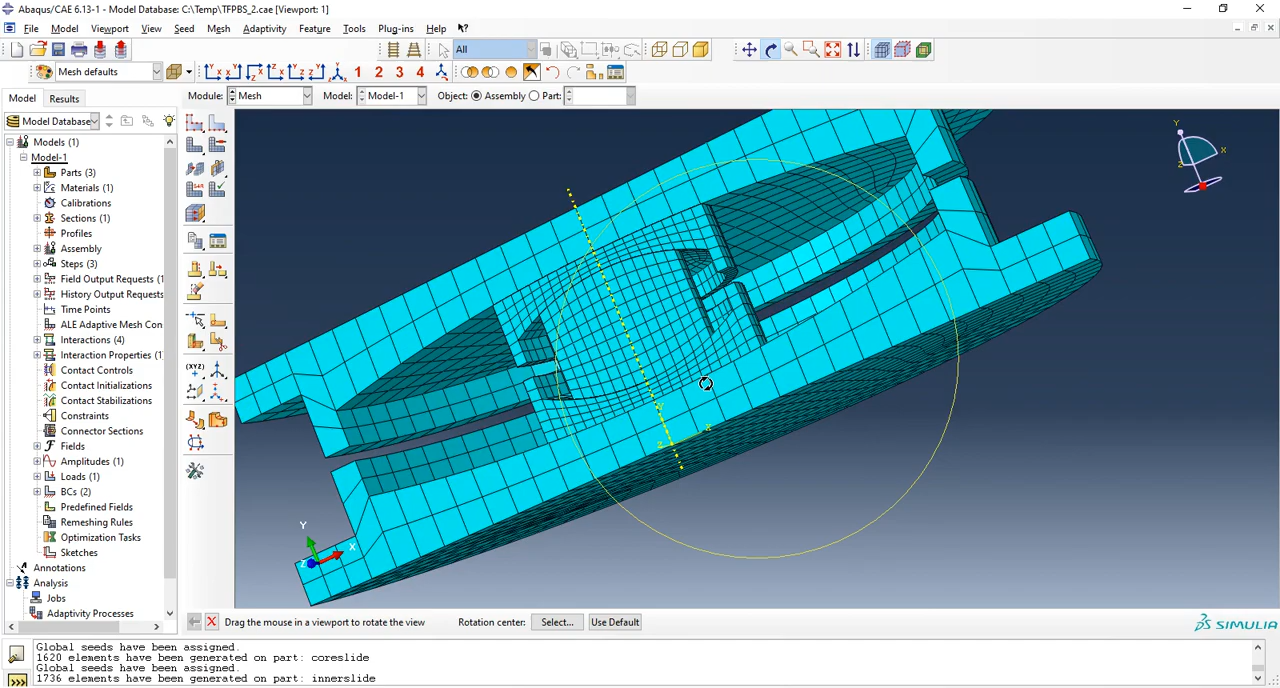 Abaqus/CAE 6.13-1 - Model Database: C:\Temp\TFPBS_2.cae [Viewport: 1]
File Model Viewport View Seed Mesh Adaptivity Feature Tools Plug-ins Help
All
Mesh defaults 1 2 3 4
Model Results Module: Mesh Model: Model-1 Object: Assembly Part:
Model Database
Models (1)
Model-1
Parts (3)
Materials (1)
Calibrations
Sections (1)
Profiles
Assembly
Steps (3)
Field Output Requests (
History Output Requests
Time Points
ALE Adaptive Mesh Con
Interactions (4)
Interaction Properties (1
Contact Controls
Contact Initializations
Contact Stabilizations
Constraints
Connector Sections
Fields
Amplitudes (1)
Loads (1)
BCs (2)
Predefined Fields
Remeshing Rules
Optimization Tasks
Sketches
Annotations
Analysis
Jobs
Adaptivity Processes
Y
X
Z
Y
X
Z
Y
X
Z
Drag the mouse in a viewport to rotate the view Rotation center: Select... Use Default
SIMULIA
Global seeds have been assigned.
1620 elements have been generated on part: coreslide
Global seeds have been assigned.
1736 elements have been generated on part: innerslide